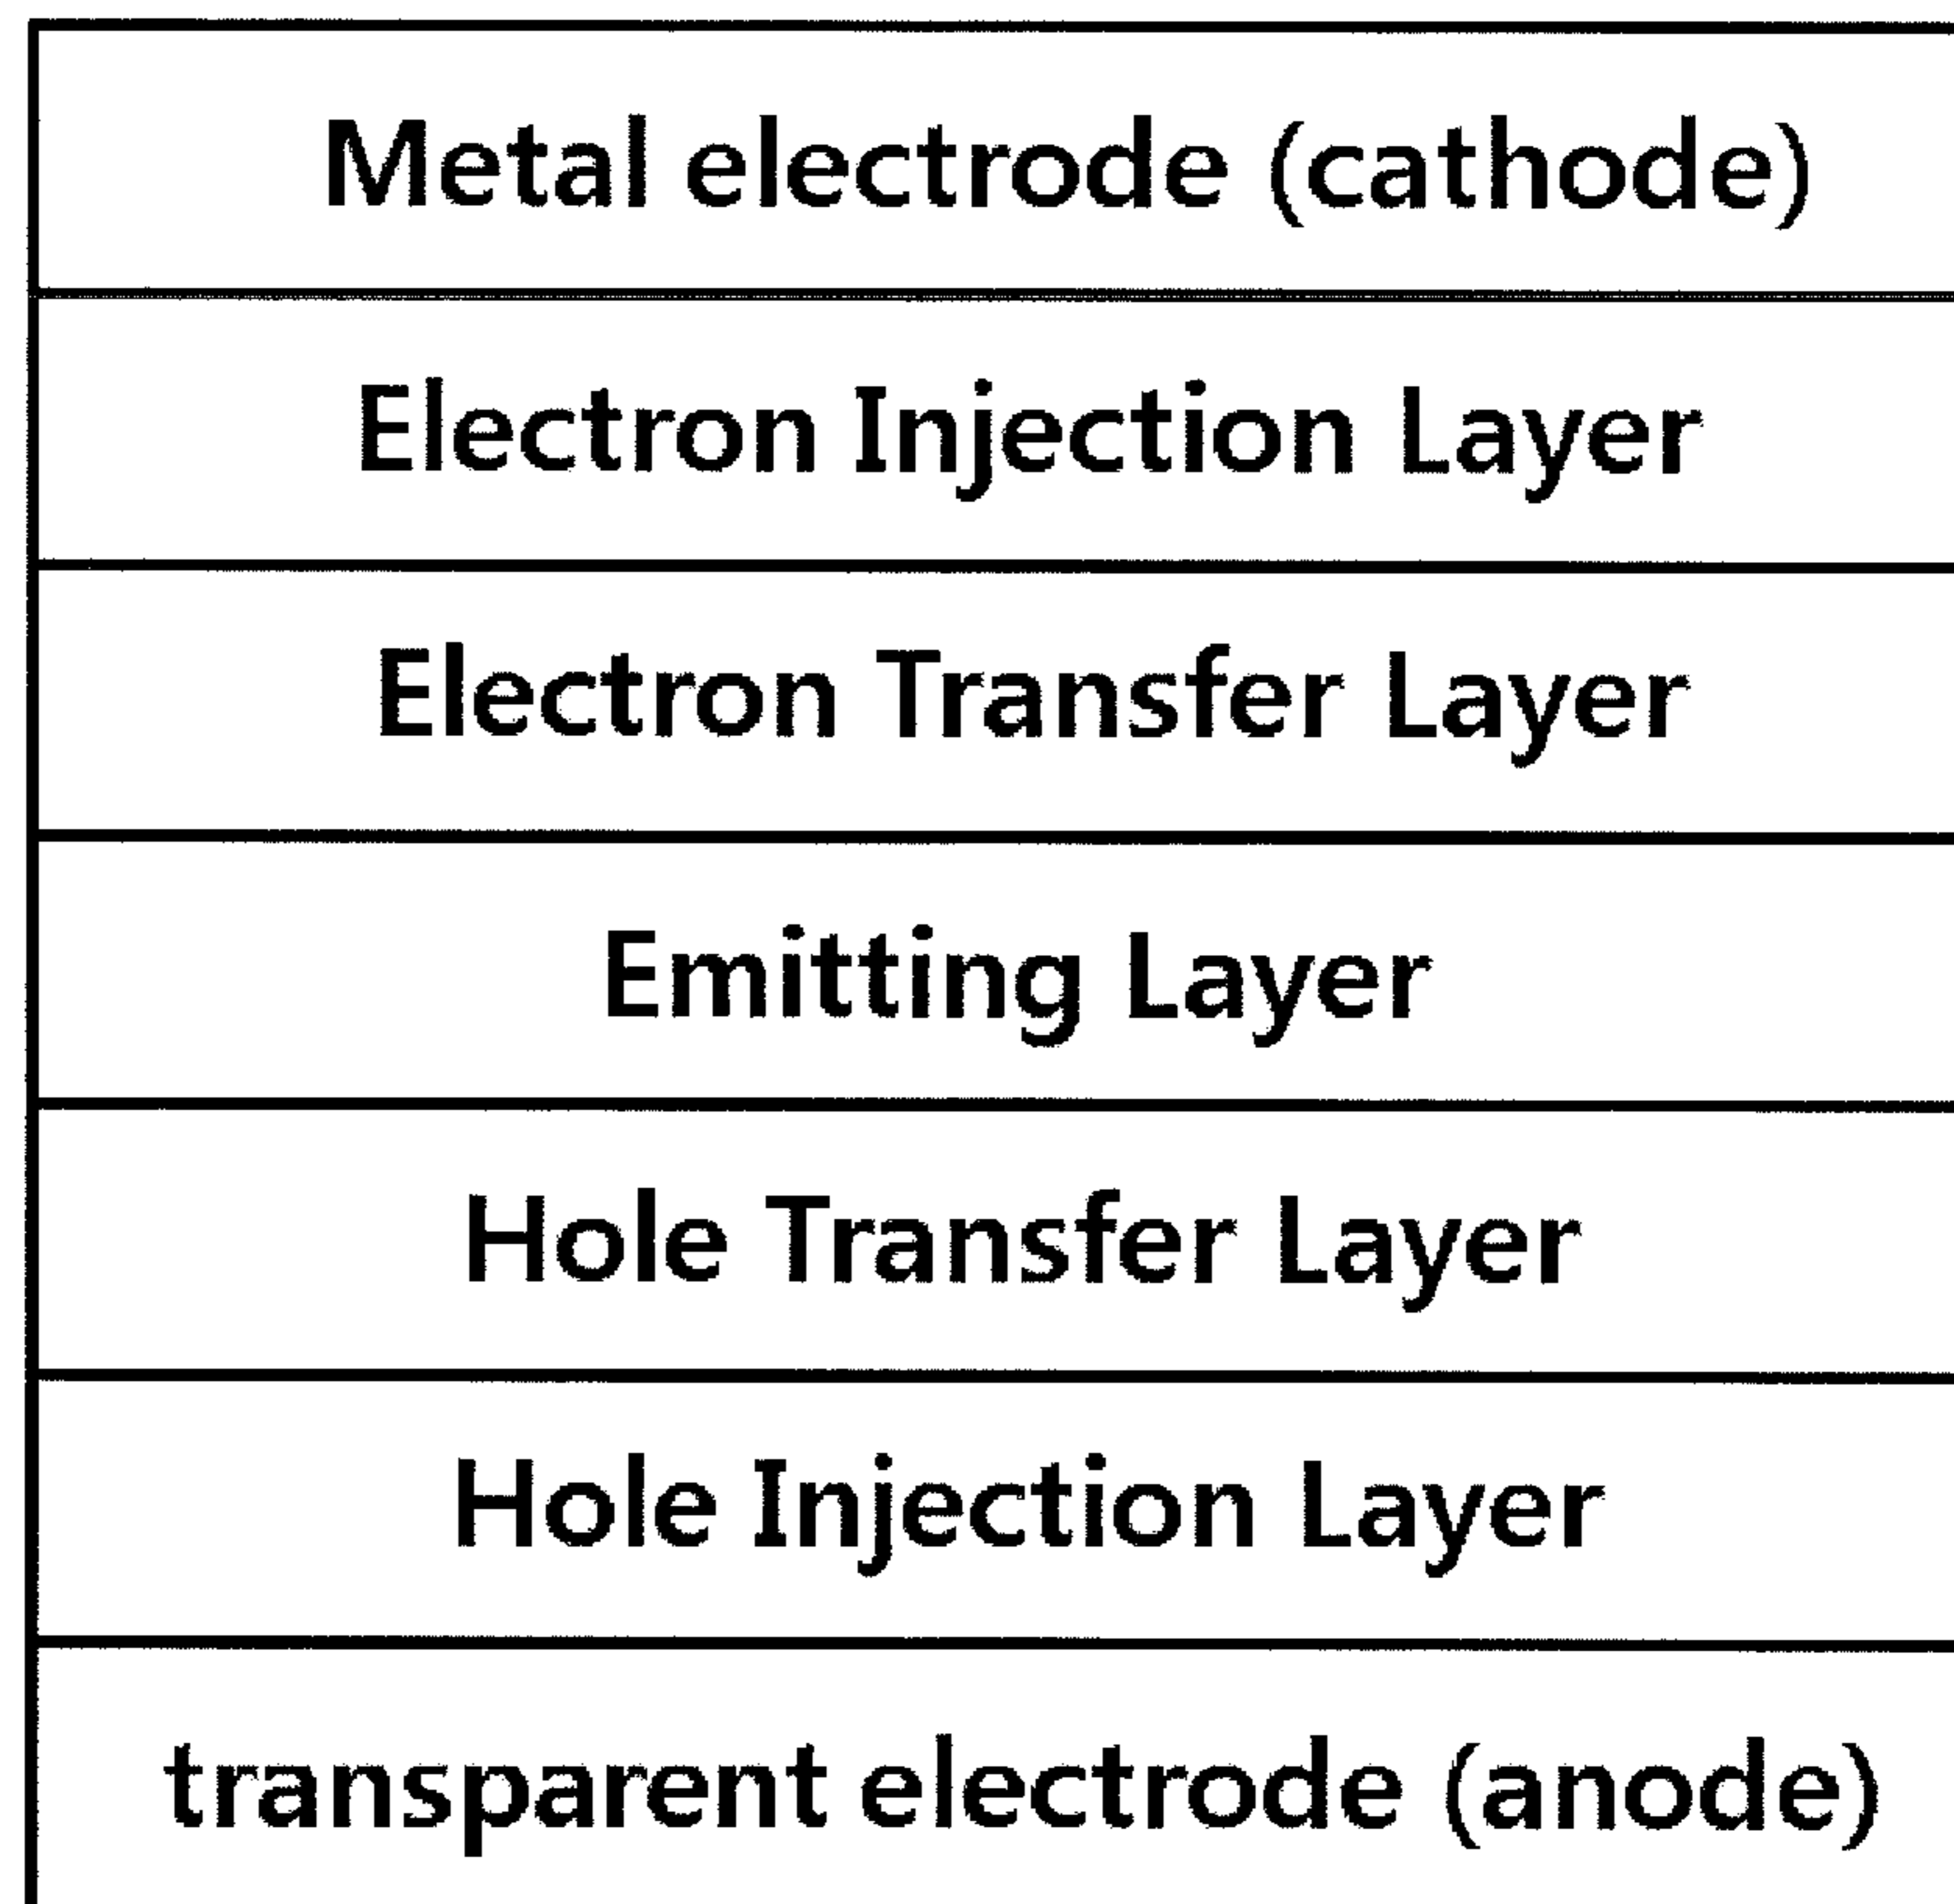 Metal electrode (cathode)
Electron Injection Layer
Electron Transfer Layer
Emitting Layer
Hole Transfer Layer
Hole Injection Layer
transparent electrode (anode)